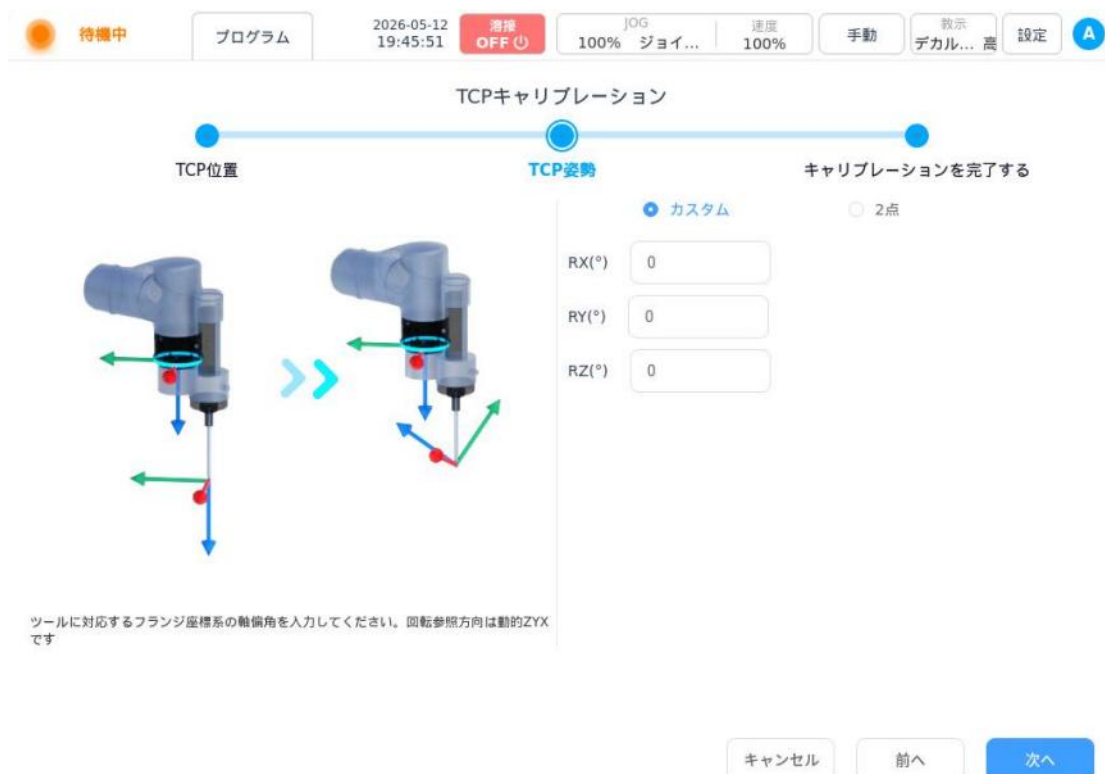 待機中
プログラム
2026-05-12
19:45:51
溶接
OFF
JOG
100% ジョイ...
速度
100%
手動
教示
デカル... 高
設定
A
TCPキャリブレーション
TCP位置
TCP姿勢
キャリブレーションを完了する
カスタム
2点
RX(°) 0
RY(°) 0
RZ(°) 0
ツールに対応するフランジ座標系の軸偏角を入力してください。回転参照方向は動的ZYX
です
キャンセル
前へ
次へ